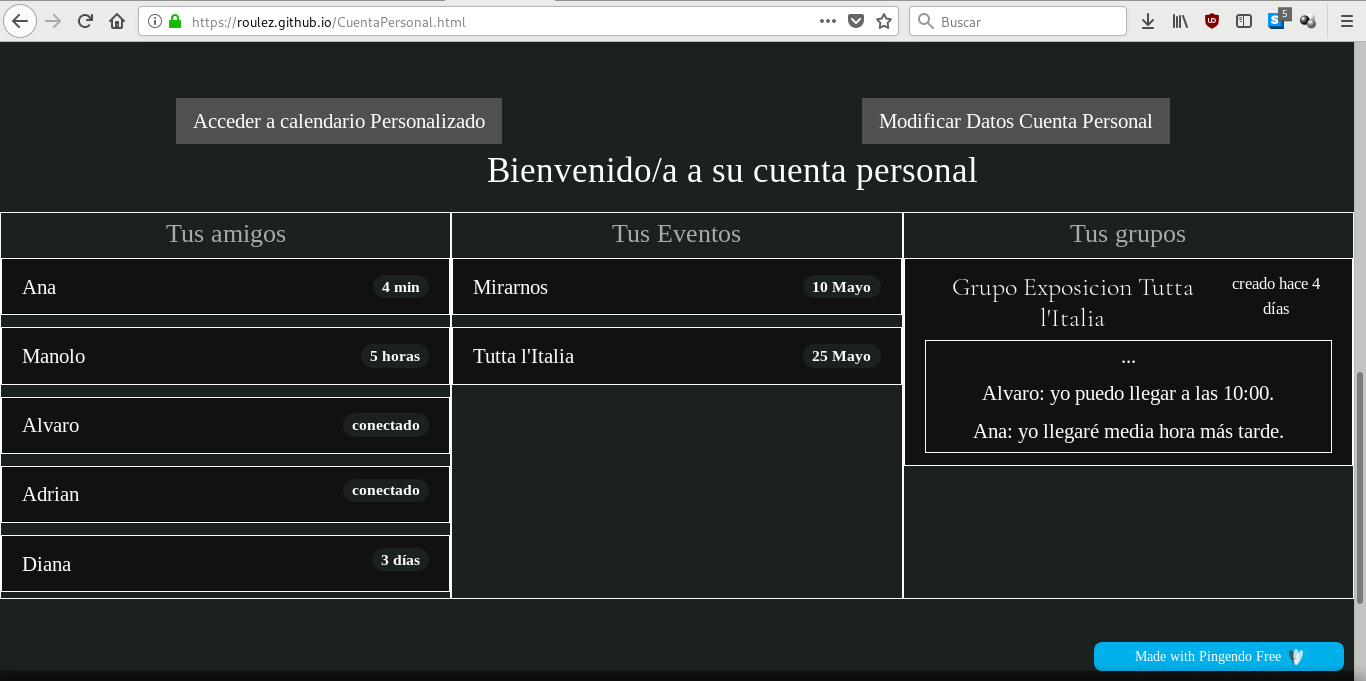 https://roulez.github.io/CuentaPersonal.html
Buscar
5
Acceder a calendario Personalizado
Modificar Datos Cuenta Personal
Bienvenido/a a su cuenta personal
Tus amigos
Ana 4 min
Manolo 5 horas
Alvaro conectado
Adrian conectado
Diana 3 días
Tus Eventos
Mirarnos 10 Mayo
Tutta l'Italia 25 Mayo
Tus grupos
Grupo Exposicion Tutta
l'Italia
creado hace 4
días
...
Alvaro: yo puedo llegar a las 10:00.
Ana: yo llegaré media hora más tarde.
Made with Pingendo Free